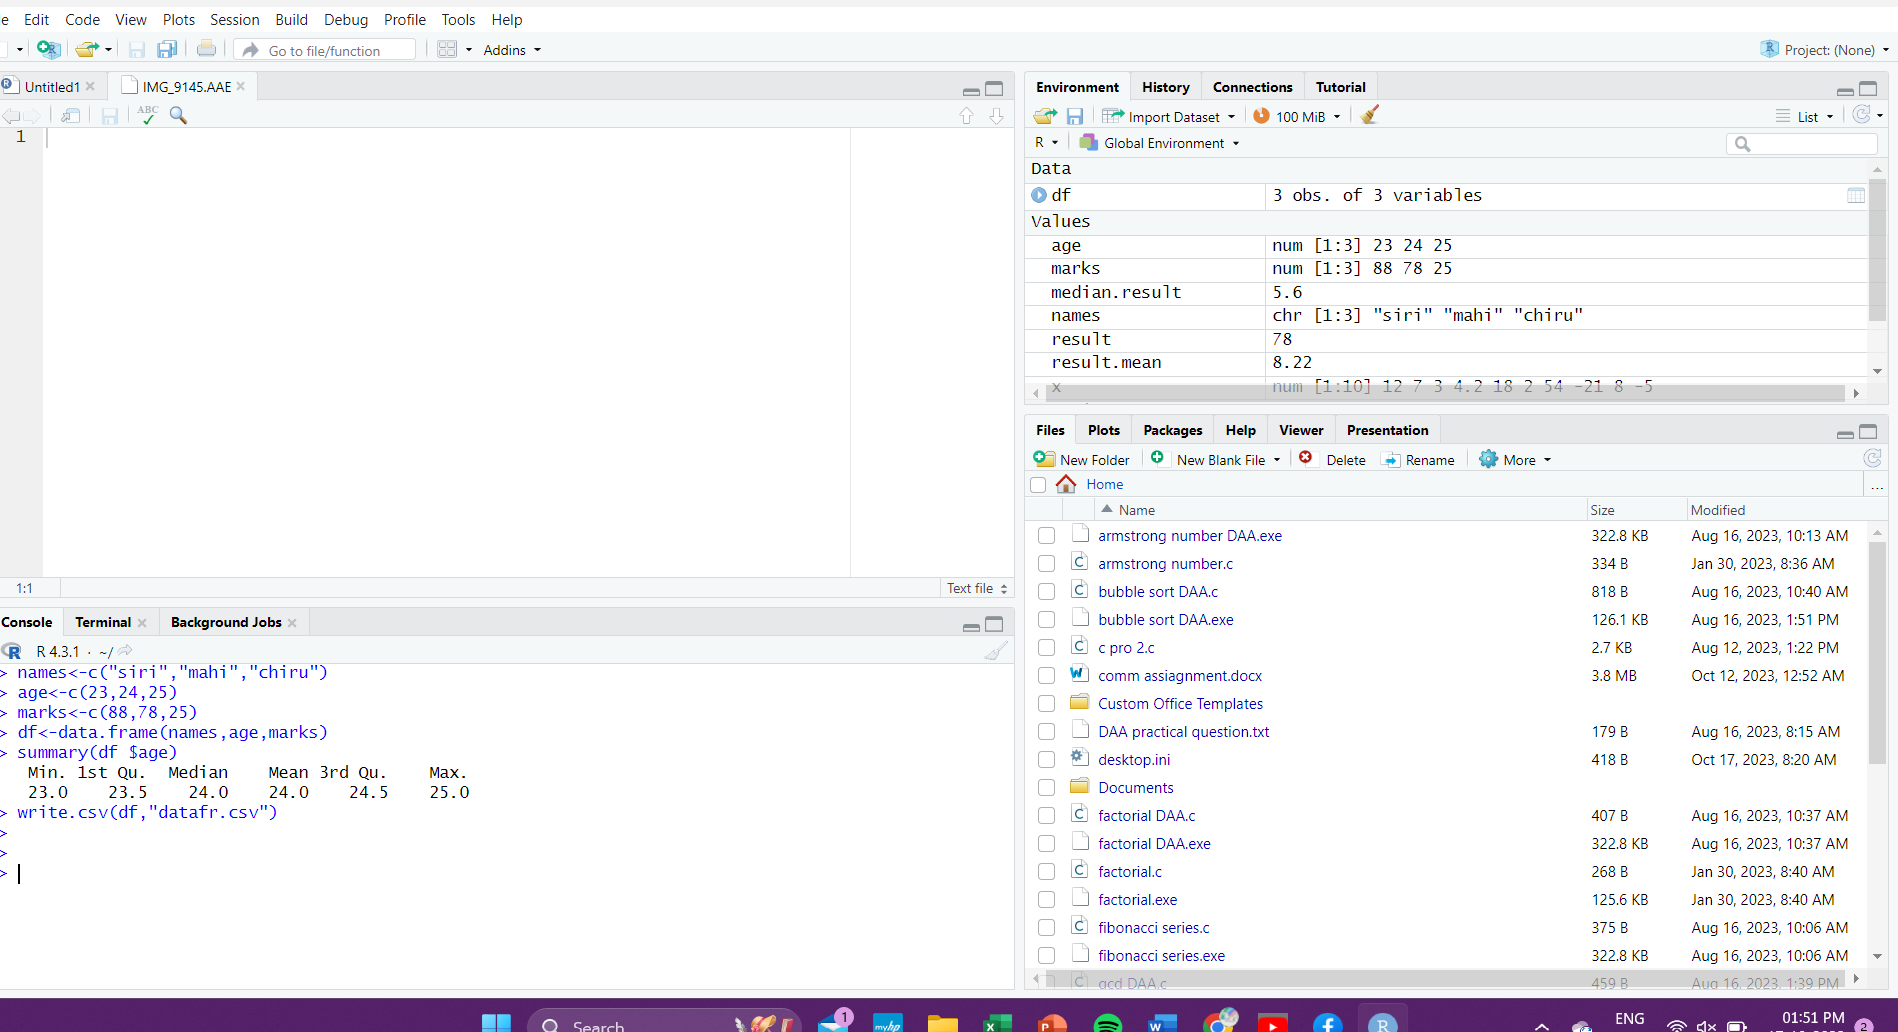 e Edit Code View Plots Session Build Debug Profile Tools Help
Go to file/function Addins Project: (None)
Untitled1 IMG_9145.AAE
ABC
1
1:1 Text file
Console Terminal Background Jobs
R 4.3.1 · ~/
> names<-c("siri","mahi","chiru")
> age<-c(23,24,25)
> marks<-c(88,78,25)
> df<-data.frame(names,age,marks)
> summary(df $age)
Min. 1st Qu. Median Mean 3rd Qu. Max.
23.0 23.5 24.0 24.0 24.5 25.0
> write.csv(df,"datafr.csv")
>
>
>
Environment History Connections Tutorial
Import Dataset 100 MiB List
R Global Environment
Data
df 3 obs. of 3 variables
Values
age num [1:3] 23 24 25
marks num [1:3] 88 78 25
median.result 5.6
names chr [1:3] "siri" "mahi" "chiru"
result 78
result.mean 8.22
x num [1:10] 12 7 3 4.2 18 2 54 -21 8 -5
Files Plots Packages Help Viewer Presentation
New Folder New Blank File Delete Rename More
Home ...
Name Size Modified
armstrong number DAA.exe 322.8 KB Aug 16, 2023, 10:13 AM
armstrong number.c 334 B Jan 30, 2023, 8:36 AM
bubble sort DAA.c 818 B Aug 16, 2023, 10:40 AM
bubble sort DAA.exe 126.1 KB Aug 16, 2023, 1:51 PM
c pro 2.c 2.7 KB Aug 12, 2023, 1:22 PM
comm assiagnment.docx 3.8 MB Oct 12, 2023, 12:52 AM
Custom Office Templates
DAA practical question.txt 179 B Aug 16, 2023, 8:15 AM
desktop.ini 418 B Oct 17, 2023, 8:20 AM
Documents
factorial DAA.c 407 B Aug 16, 2023, 10:37 AM
factorial DAA.exe 322.8 KB Aug 16, 2023, 10:37 AM
factorial.c 268 B Jan 30, 2023, 8:40 AM
factorial.exe 125.6 KB Jan 30, 2023, 8:40 AM
fibonacci series.c 375 B Aug 16, 2023, 10:06 AM
fibonacci series.exe 322.8 KB Aug 16, 2023, 10:06 AM
gcd DAA.c 459 B Aug 16, 2023, 1:39 PM
Search 1 myhp ENG 01:51 PM 2